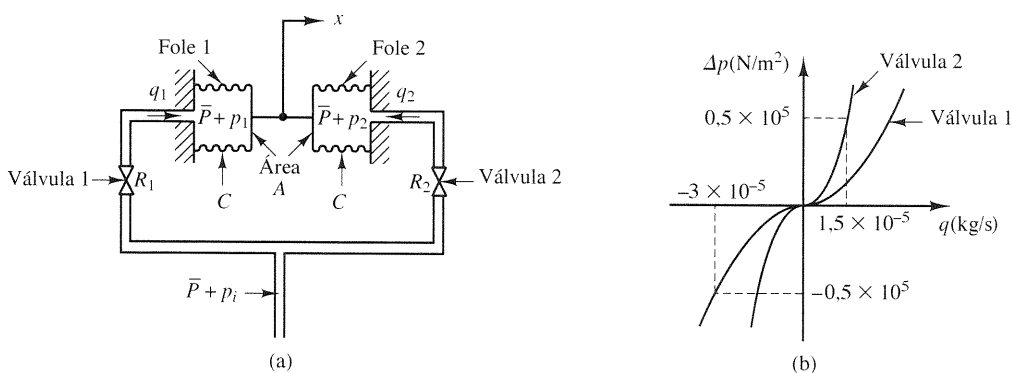 x
Fole 1
Fole 2
q1
P̅ + p1
P̅ + p2
q2
Válvula 1
R1
C
Área
A
C
R2
Válvula 2
P̅ + pi
(a)
Δp(N/m²)
Válvula 2
0,5 × 10⁵
Válvula 1
−3 × 10⁻⁵
1,5 × 10⁻⁵
q(kg/s)
−0,5 × 10⁵
(b)